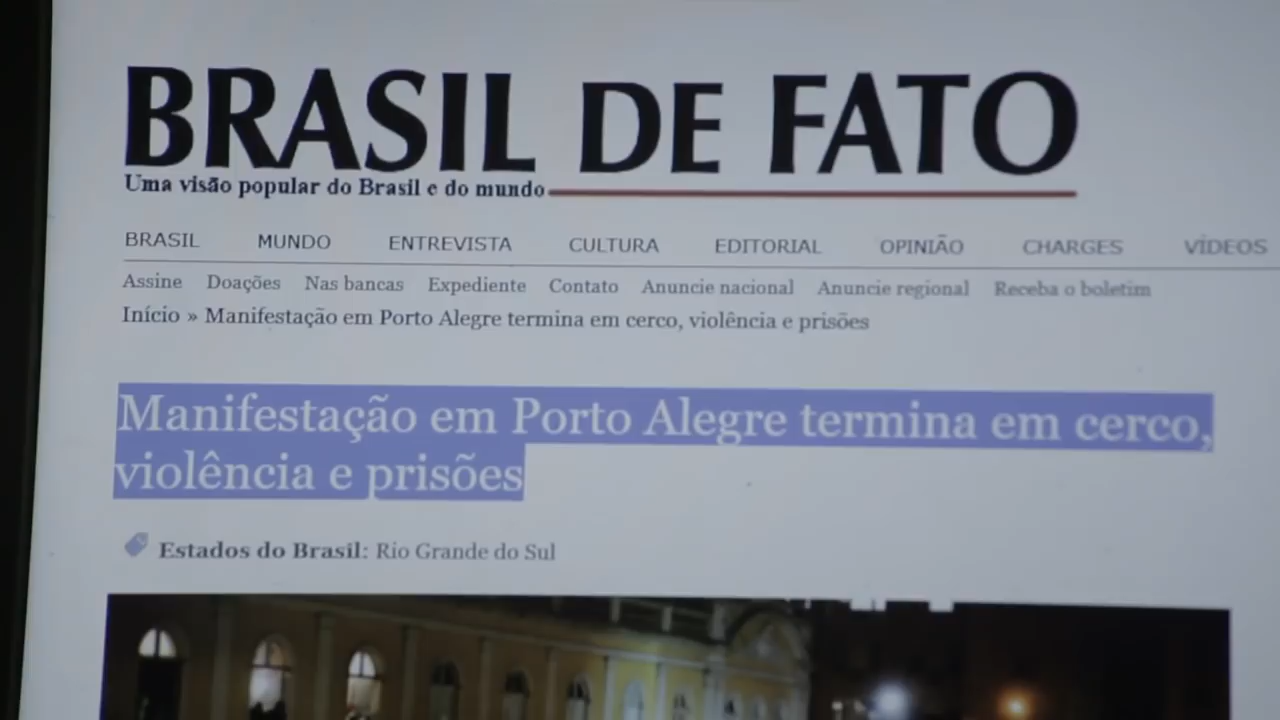 BRASIL DE FATO
Uma visão popular do Brasil e do mundo
BRASIL MUNDO ENTREVISTA CULTURA EDITORIAL OPINIÃO CHARGES VÍDEOS
Assine Doações Nas bancas Expediente Contato Anuncie nacional Anuncie regional Receba o boletim
Início » Manifestação em Porto Alegre termina em cerco, violência e prisões
Manifestação em Porto Alegre termina em cerco,
violência e prisões
Estados do Brasil: Rio Grande do Sul